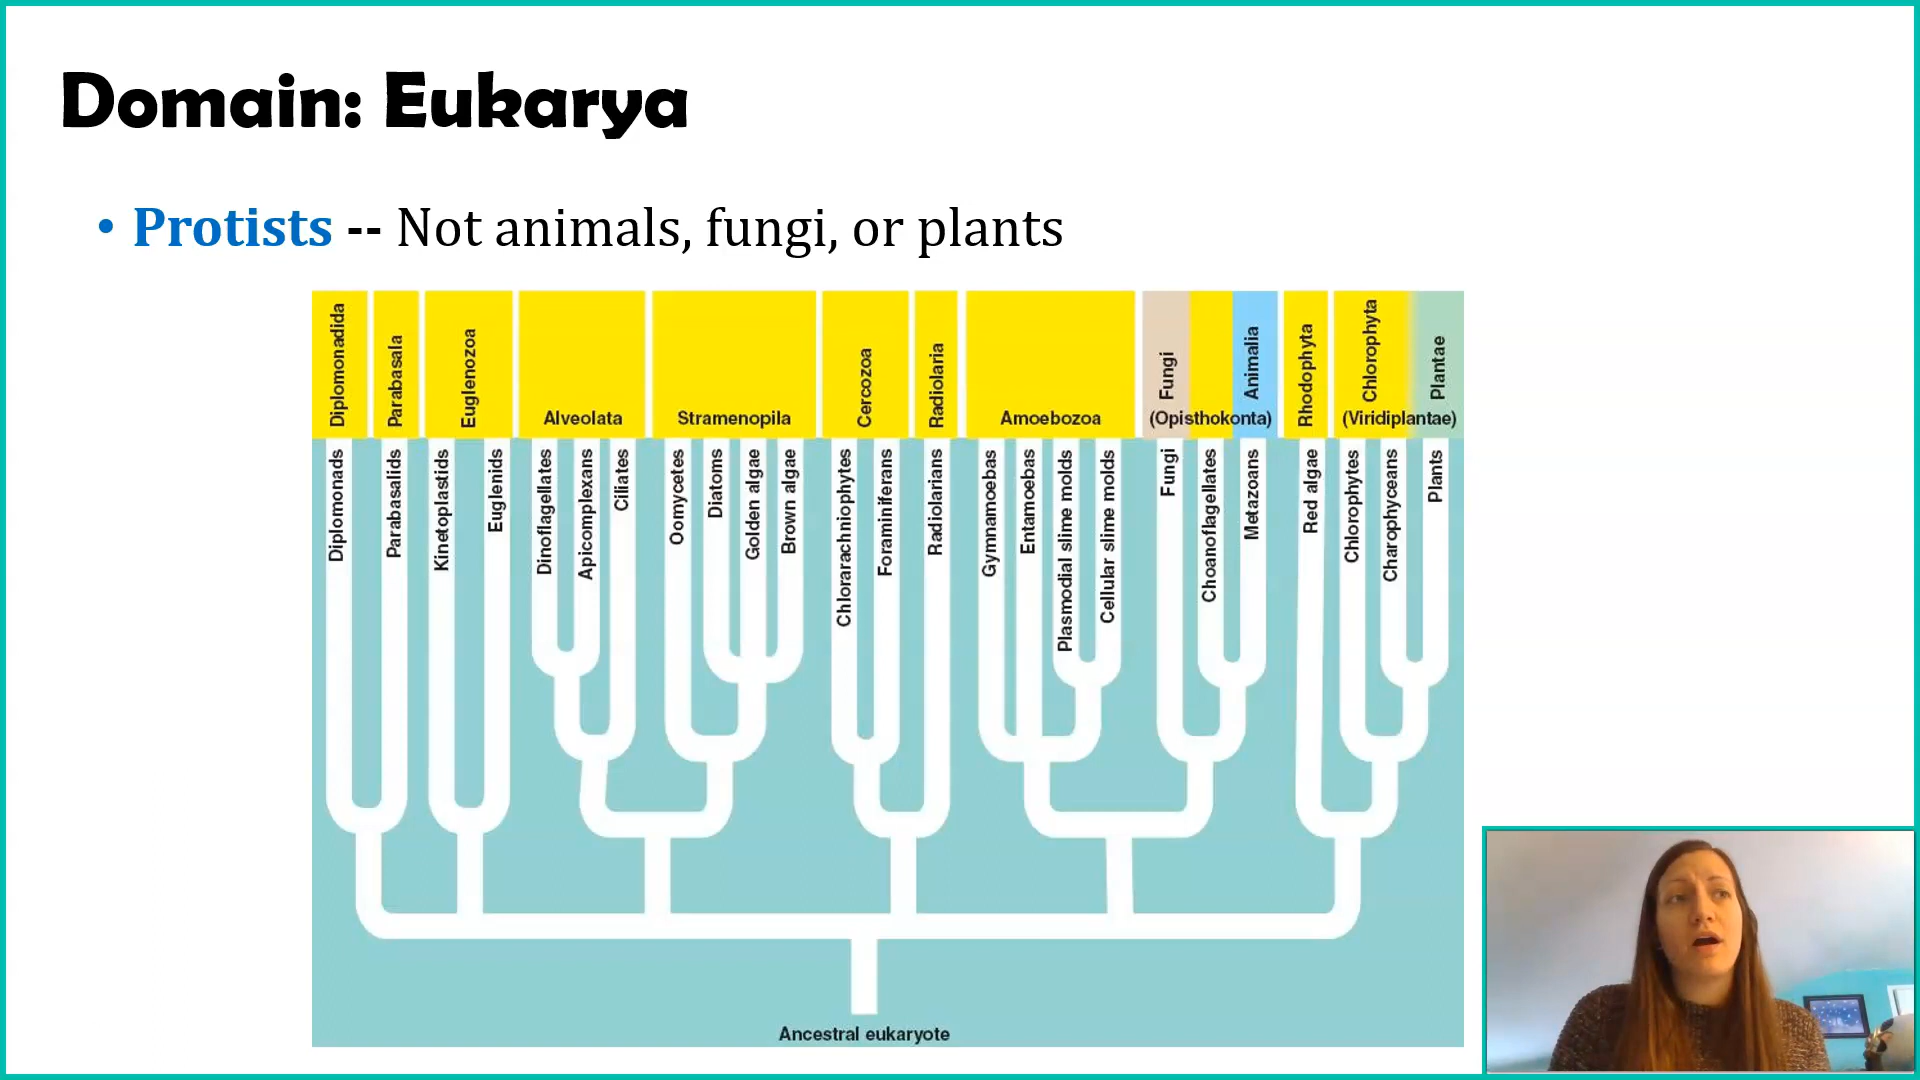 Domain: Eukarya
• Protists -- Not animals, fungi, or plants
Diplomonadida
Parabasala
Euglenozoa
Alveolata
Stramenopila
Cercozoa
Radiolaria
Amoebozoa
Fungi
Animalia
(Opisthokonta)
Rhodophyta
Chlorophyta
Plantae
(Viridiplantae)
Diplomonads
Parabasalids
Kinetoplastids
Euglenids
Dinoflagellates
Apicomplexans
Ciliates
Oomycetes
Diatoms
Golden algae
Brown algae
Chlorarachniophytes
Foraminiferans
Radiolarians
Gymnamoebas
Entamoebas
Plasmodial slime molds
Cellular slime molds
Fungi
Choanoflagellates
Metazoans
Red algae
Chlorophytes
Charophyceans
Plants
Ancestral eukaryote